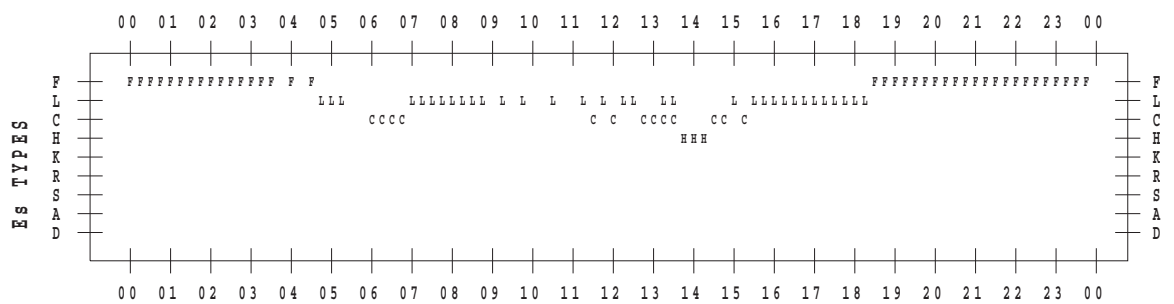 00 01 02 03 04 05 06 07 08 09 10 11 12 13 14 15 16 17 18 19 20 21 22 23 00
F FFFFFFFFFFFFFFF F F FFFFFFFFFFFFFFFFFFFFFF F
L LLL LLLLLLLL L L L L L LL LL L LLLLLLLLLLLL L
C CCCC C C CCCC CC C C
H HHH H
K K
R R
S S
A A
D D
Es TYPES
00 01 02 03 04 05 06 07 08 09 10 11 12 13 14 15 16 17 18 19 20 21 22 23 00